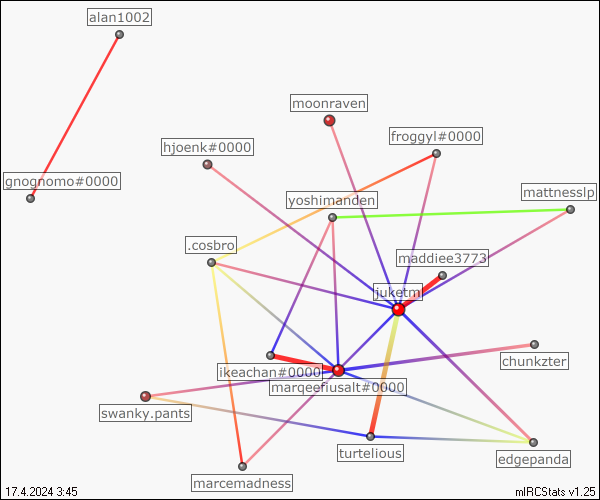 alan1002
moonraven
froggyl#0000
hjoenk#0000
gnognomo#0000
mattnesslp
yoshimanden
.cosbro
maddiee3773
juketm
chunkzter
ikeachan#0000
marqeefiusalt#0000
swanky.pants
turtelious
edgepanda
marcemadness
17.4.2024 3:45
mIRCStats v1.25